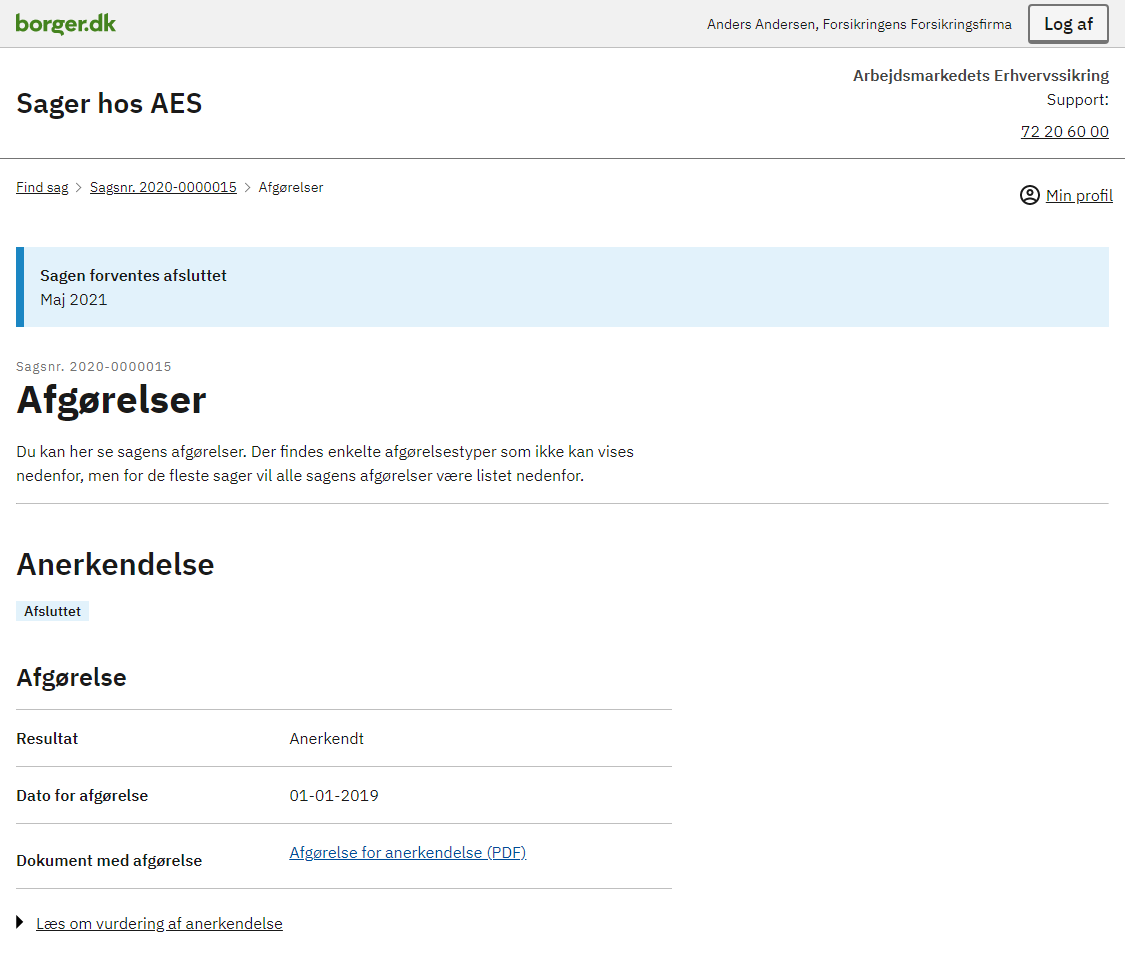 borger.dk
Anders Andersen, Forsikringens Forsikringsfirma
Log af
Sager hos AES
Arbejdsmarkedets Erhvervssikring
Support:
72 20 60 00
Find sag > Sagsnr. 2020-0000015 > Afgørelser
Min profil
Sagen forventes afsluttet
Maj 2021
Sagsnr. 2020-0000015
Afgørelser
Du kan her se sagens afgørelser. Der findes enkelte afgørelsestyper som ikke kan vises
nedenfor, men for de fleste sager vil alle sagens afgørelser være listet nedenfor.
Anerkendelse
Afsluttet
Afgørelse
Resultat Anerkendt
Dato for afgørelse 01-01-2019
Dokument med afgørelse Afgørelse for anerkendelse (PDF)
Læs om vurdering af anerkendelse